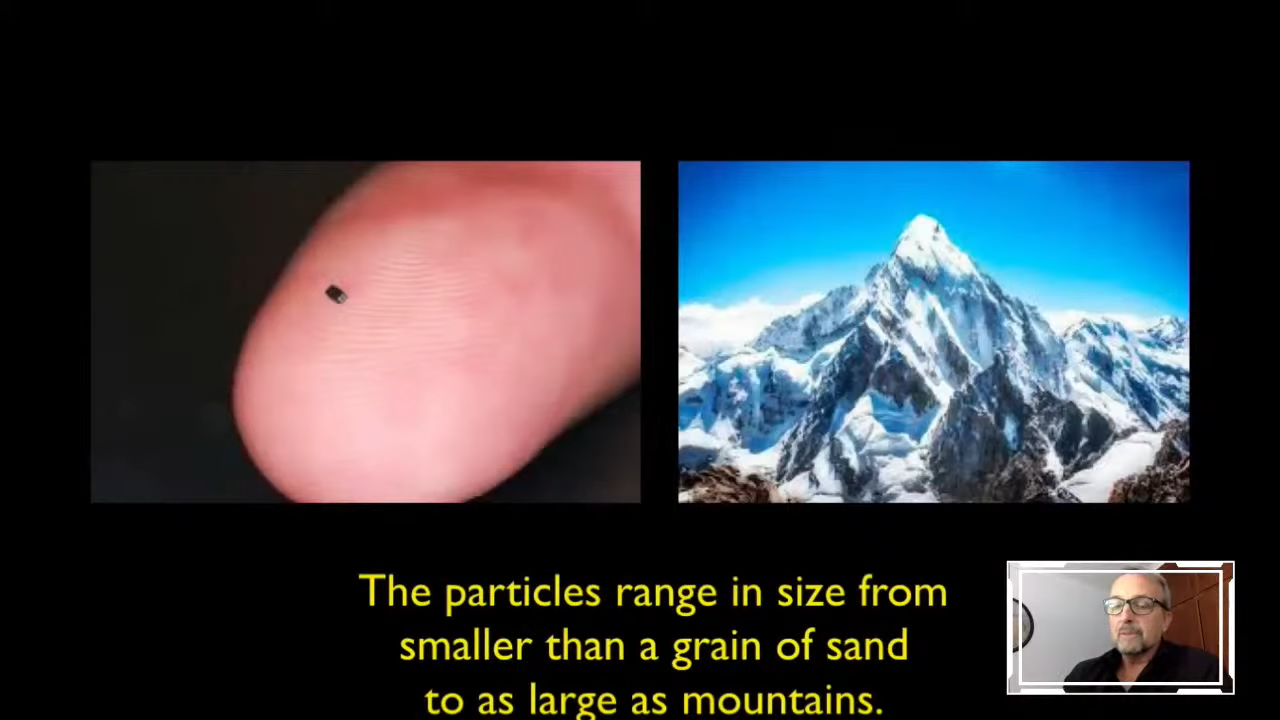 The particles range in size from
smaller than a grain of sand
to as large as mountains.